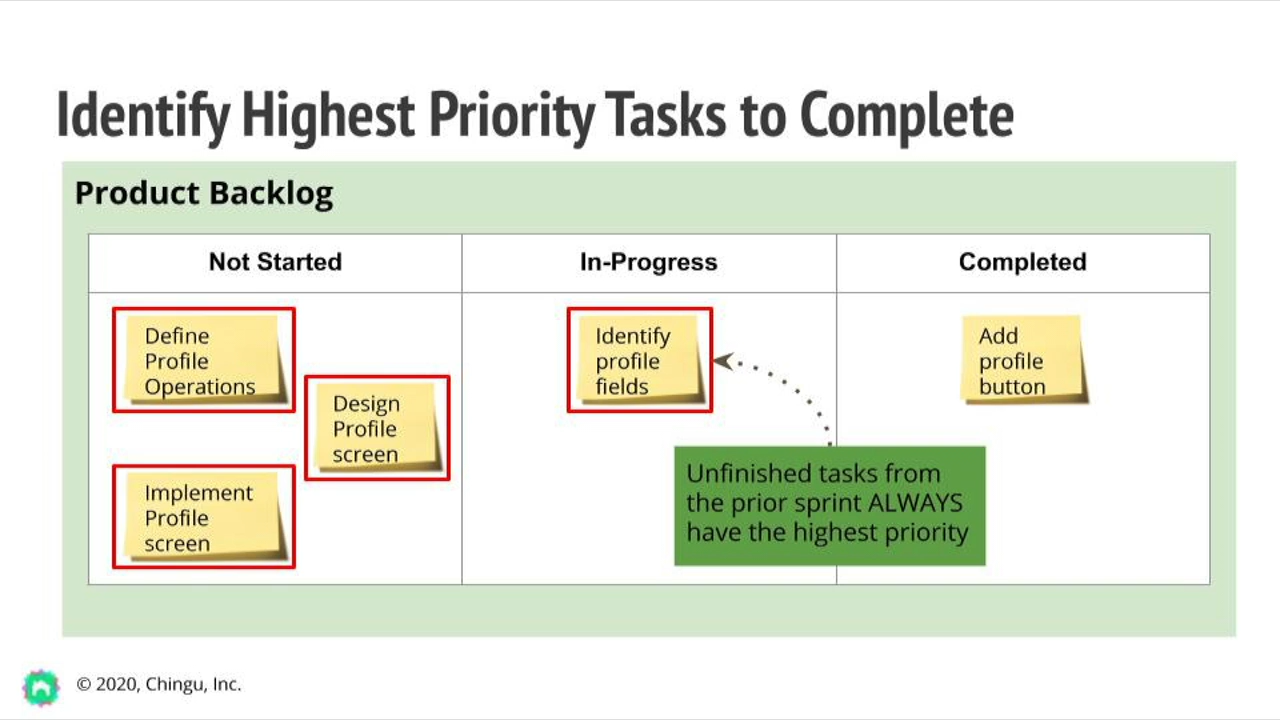 Identify Highest Priority Tasks to Complete
Product Backlog
Not Started
In-Progress
Completed
Define
Profile
Operations
Design
Profile
screen
Implement
Profile
screen
Identify
profile
fields
Add
profile
button
Unfinished tasks from
the prior sprint ALWAYS
have the highest priority
© 2020, Chingu, Inc.